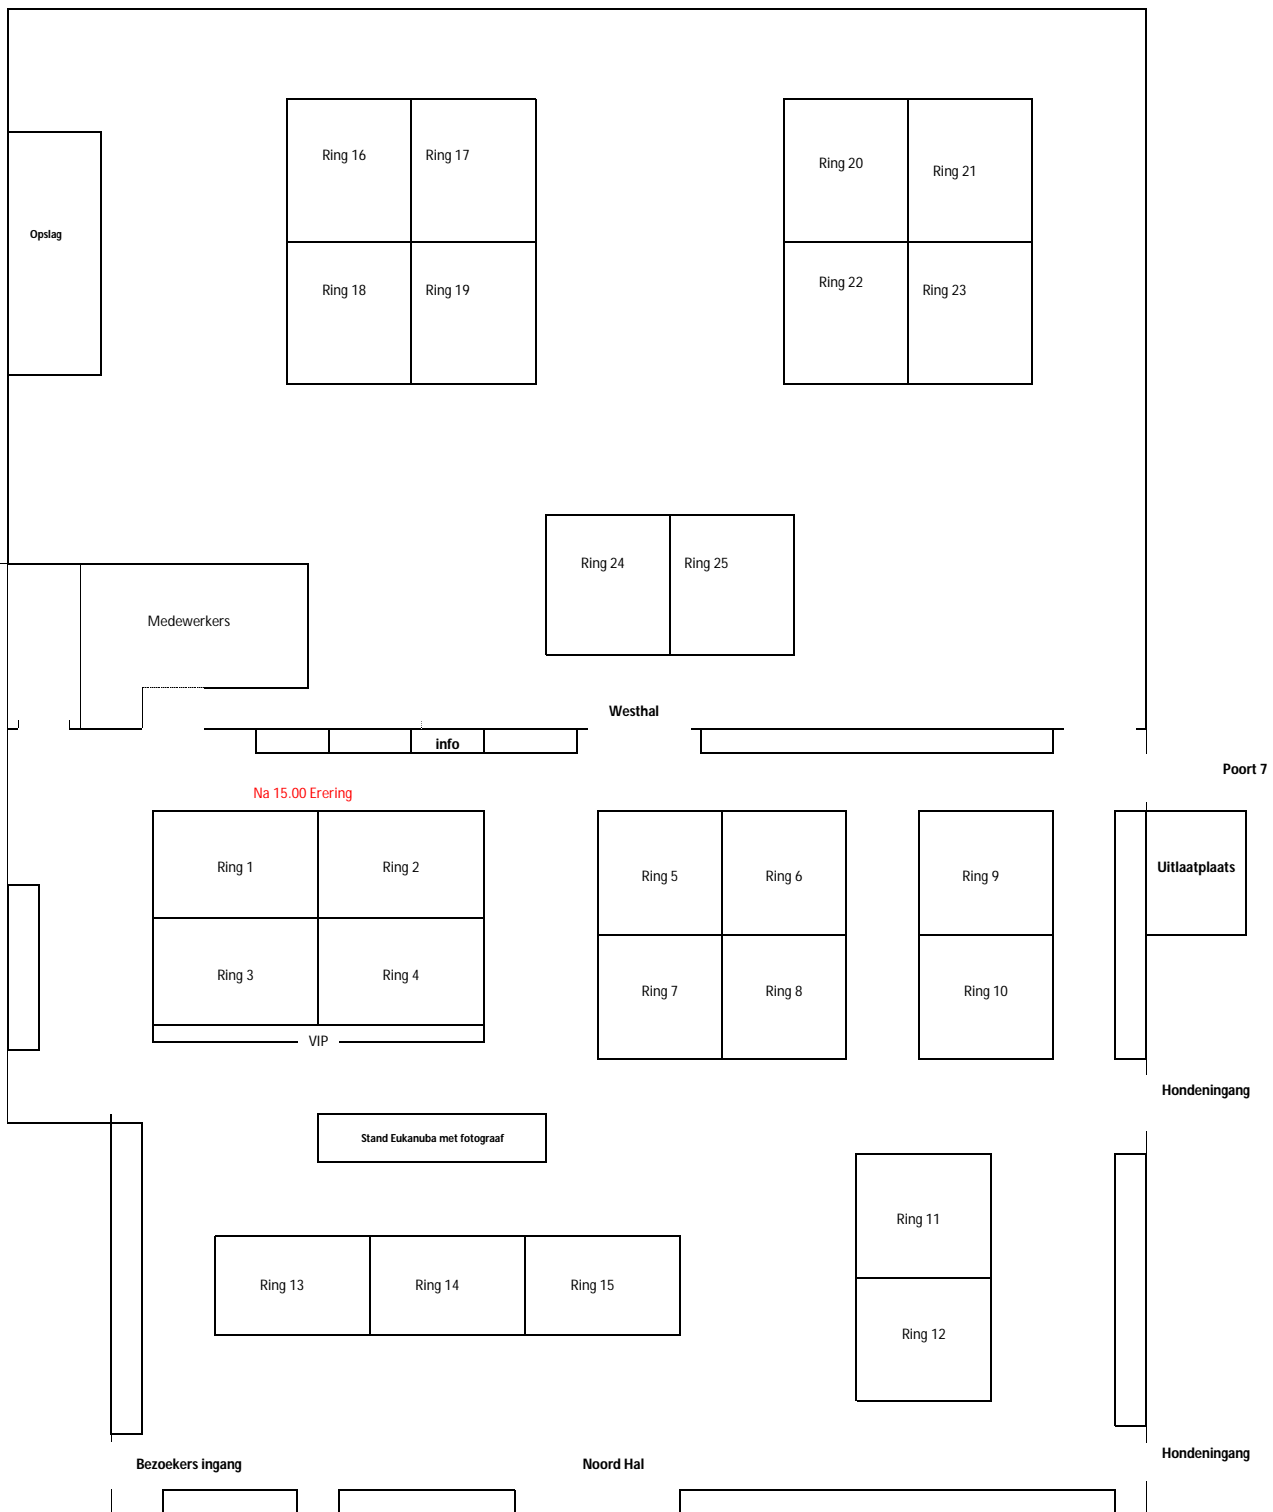 Ring 16
Ring 17
Ring 20
Ring 21
Opslag
Ring 18
Ring 19
Ring 22
Ring 23
Ring 24
Ring 25
Medewerkers
Westhal
info
Poort 7
Na 15.00 Erering
Ring 1
Ring 2
Ring 5
Ring 6
Ring 9
Uitlaatplaats
Ring 3
Ring 4
Ring 7
Ring 8
Ring 10
VIP
Hondeningang
Stand Eukanuba met fotograaf
Ring 11
Ring 13
Ring 14
Ring 15
Ring 12
Hondeningang
Bezoekers ingang
Noord Hal